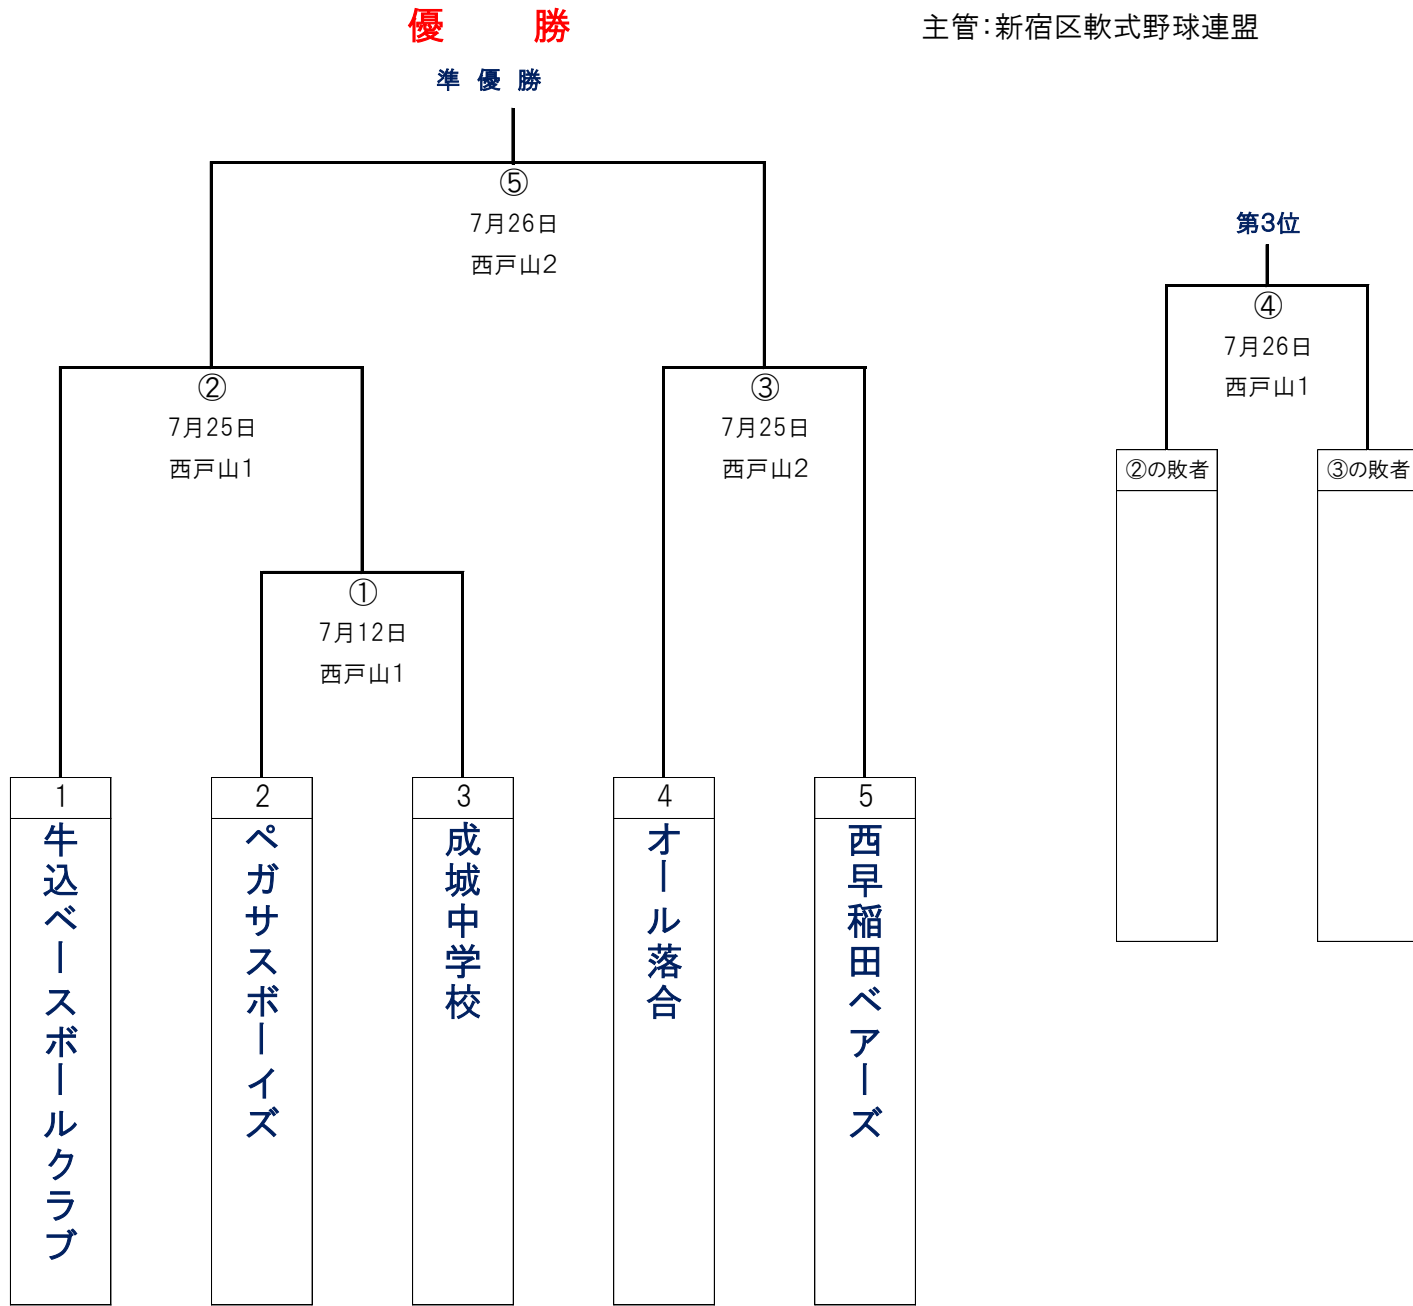 優 勝
主管:新宿区軟式野球連盟
準 優 勝
⑤
7月26日
西戸山2
第3位
④
7月26日
西戸山1
②の敗者
③の敗者
②
7月25日
西戸山1
③
7月25日
西戸山2
①
7月12日
西戸山1
1
牛込ベースボールクラブ
2
ペガサスボーイズ
3
成城中学校
4
オール落合
5
西早稲田ベアーズ